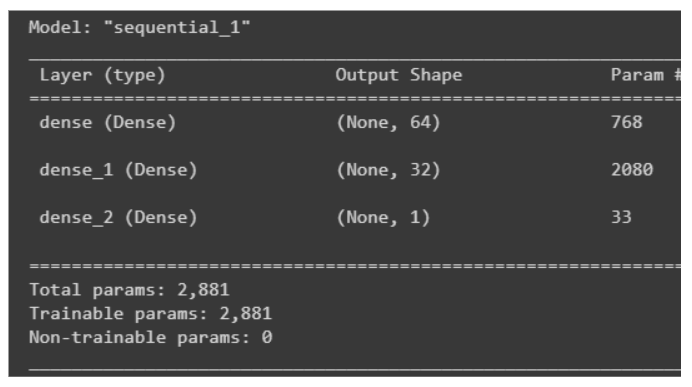 Model: "sequential_1"
Layer (type) Output Shape Param #
dense (Dense) (None, 64) 768
dense_1 (Dense) (None, 32) 2080
dense_2 (Dense) (None, 1) 33
Total params: 2,881
Trainable params: 2,881
Non-trainable params: 0